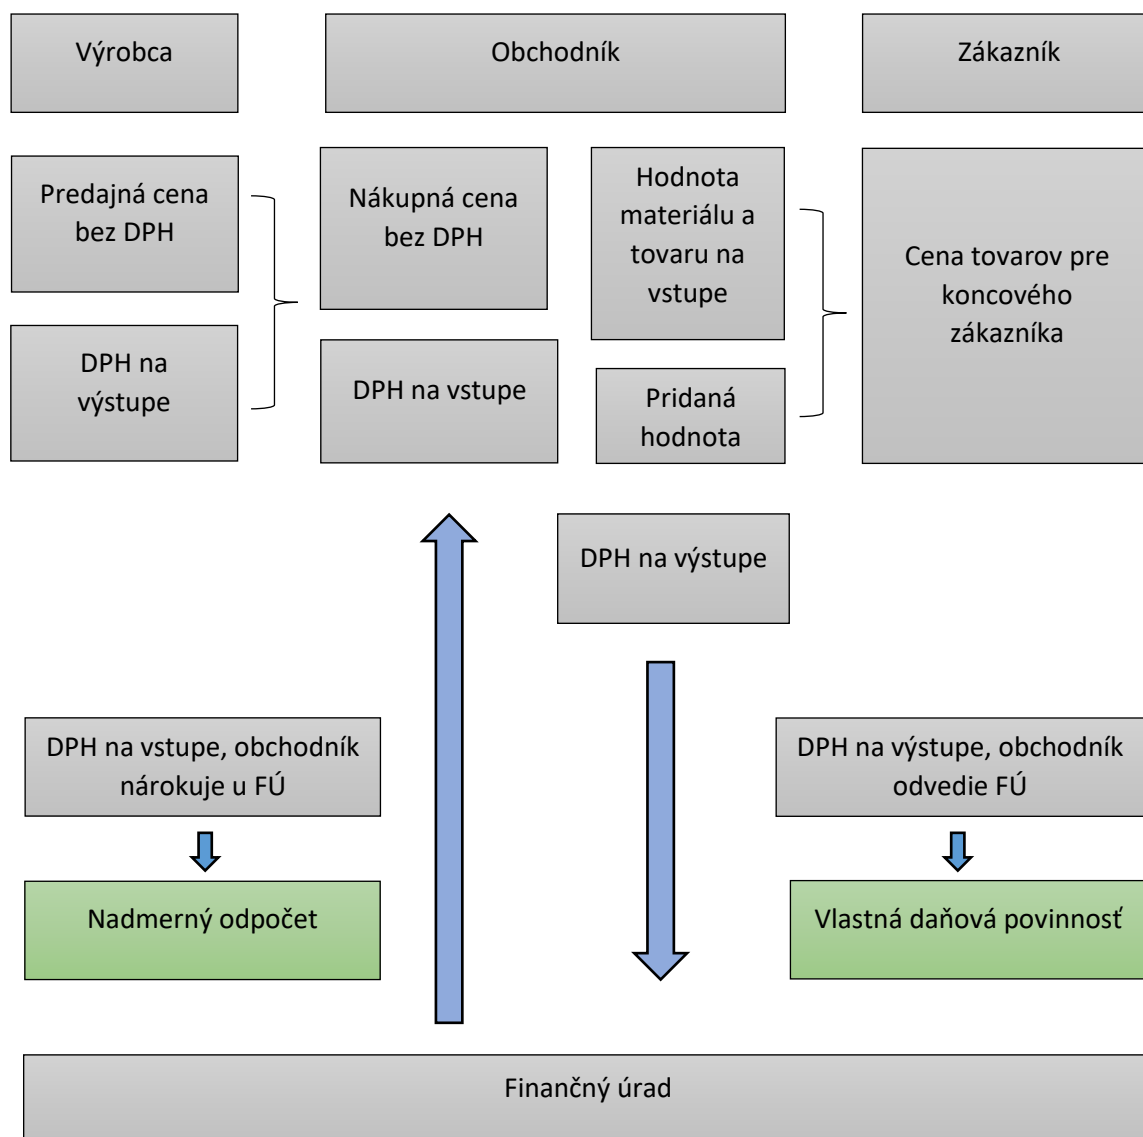 Výrobca
Obchodník
Zákazník
Predajná cena
bez DPH
DPH na
výstupe
Nákupná cena
bez DPH
DPH na vstupe
Hodnota
materiálu a
tovaru na
vstupe
Pridaná
hodnota
Cena tovarov pre
koncového
zákazníka
DPH na výstupe
DPH na vstupe, obchodník
nárokuje u FÚ
DPH na výstupe, obchodník
odvedie FÚ
Nadmerný odpočet
Vlastná daňová povinnosť
Finančný úrad